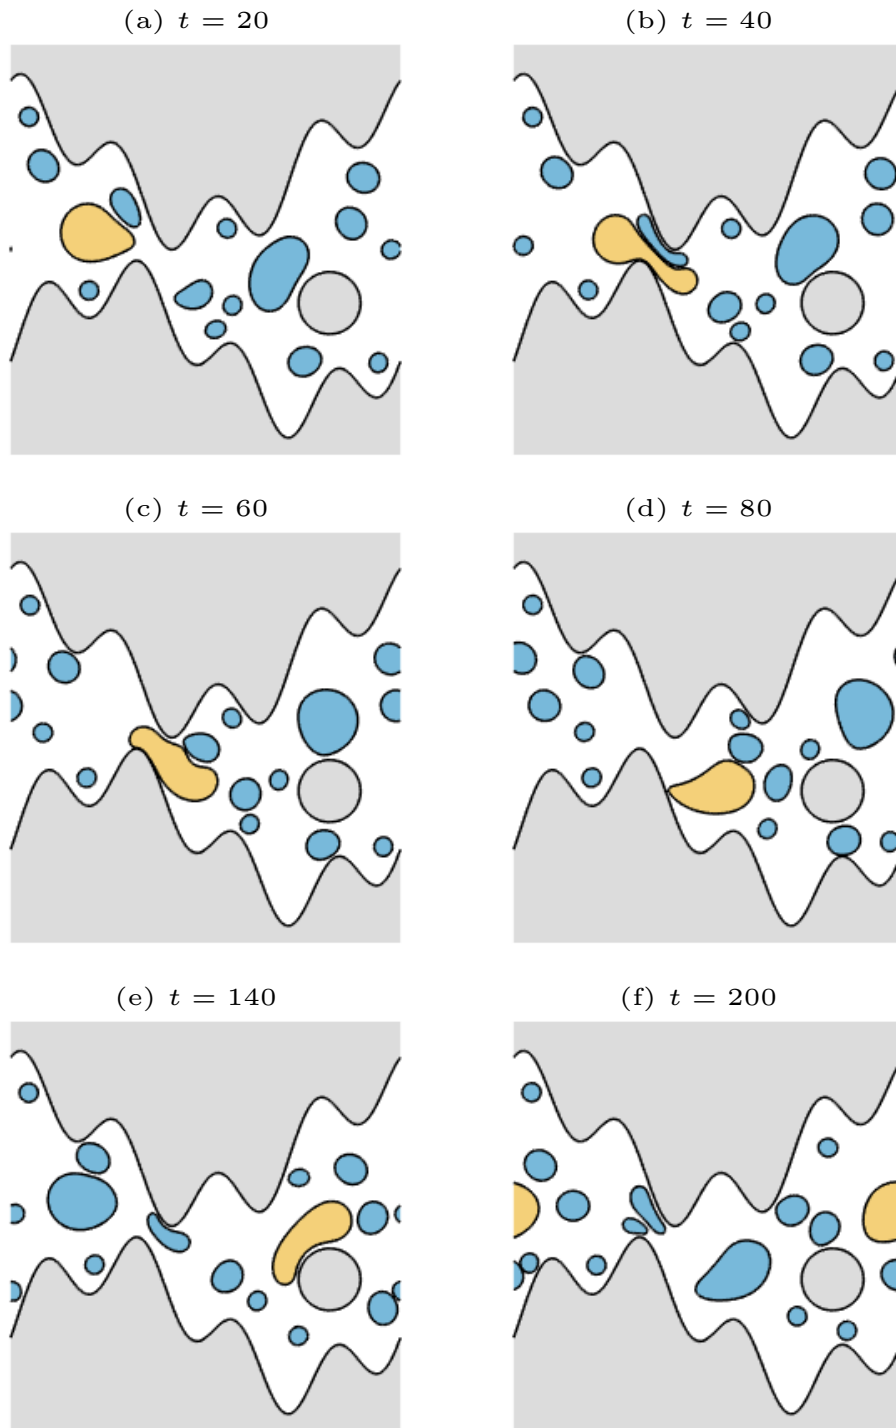 (a) t = 20
(b) t = 40
(c) t = 60
(d) t = 80
(e) t = 140
(f) t = 200